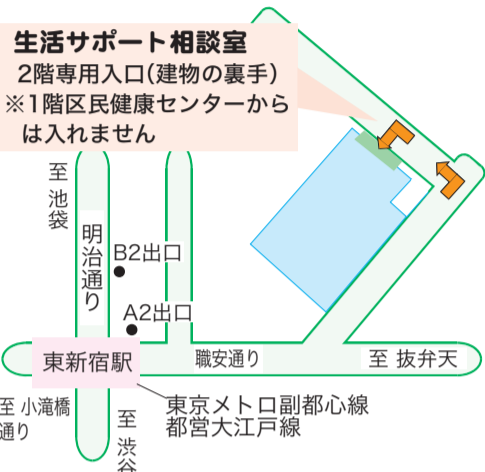 生活サポート相談室
2階専用入口(建物の裏手)
※1階区民健康センターから
は入れません
至 池袋
明治通り
B2出口
A2出口
東新宿駅
職安通り
至 抜弁天
至 小滝橋
通り
至 渋谷
東京メトロ副都心線
都営大江戸線